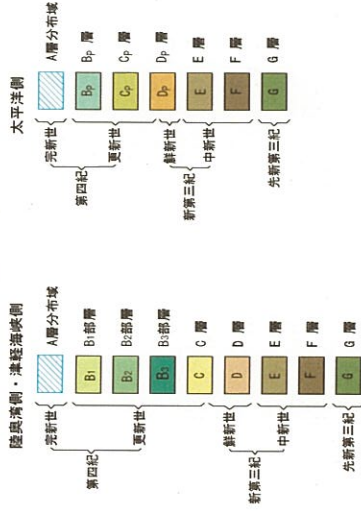 陸奥湾側・津軽海峡側
第四紀
完新世
A層分布域
更新世
B1 B1部層
B2 B2部層
B3 B3部層
C C層
新第三紀
鮮新世
D D層
中新世
E E層
F F層
先新第三紀
G G層
太平洋側
第四紀
完新世
A層分布域
更新世
BP BP層
CP CP層
新第三紀
鮮新世
DP DP層
中新世
E E層
F F層
先新第三紀
G G層